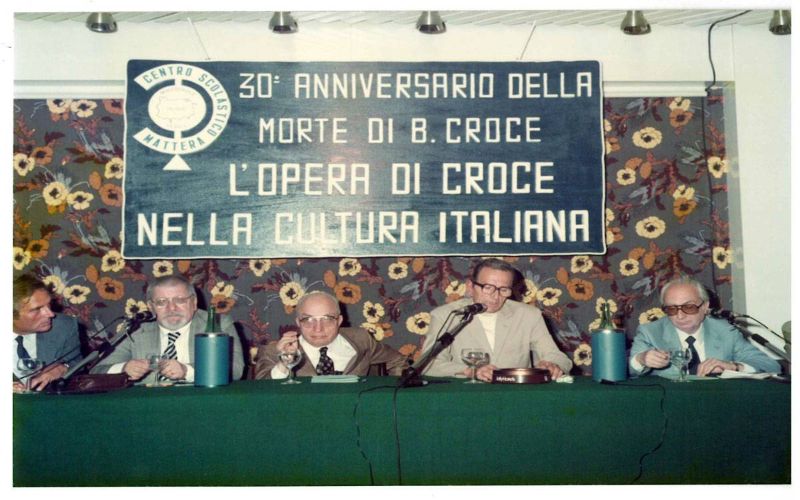 CENTRO SCOLASTICO
MATTERA
30° ANNIVERSARIO DELLA
MORTE DI B. CROCE
L'OPERA DI CROCE
NELLA CULTURA ITALIANA